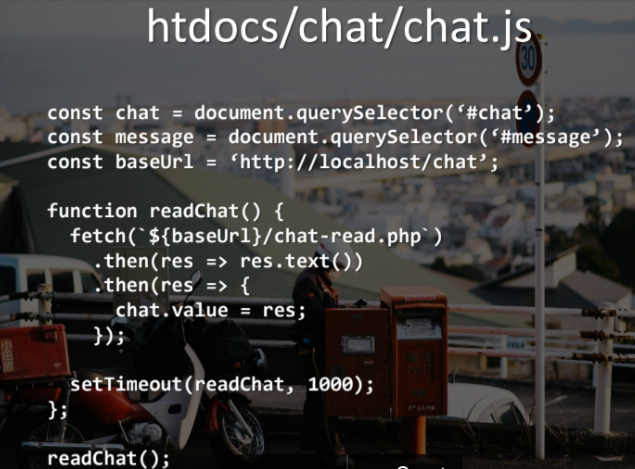 htdocs/chat/chat.js
30
const chat = document.querySelector(‘#chat’);
const message = document.querySelector(‘#message’);
const baseUrl = ‘http://localhost/chat’;
function readChat() {
fetch(`${baseUrl}/chat-read.php`)
.then(res => res.text())
.then(res => {
chat.value = res;
});
setTimeout(readChat, 1000);
};
readChat();